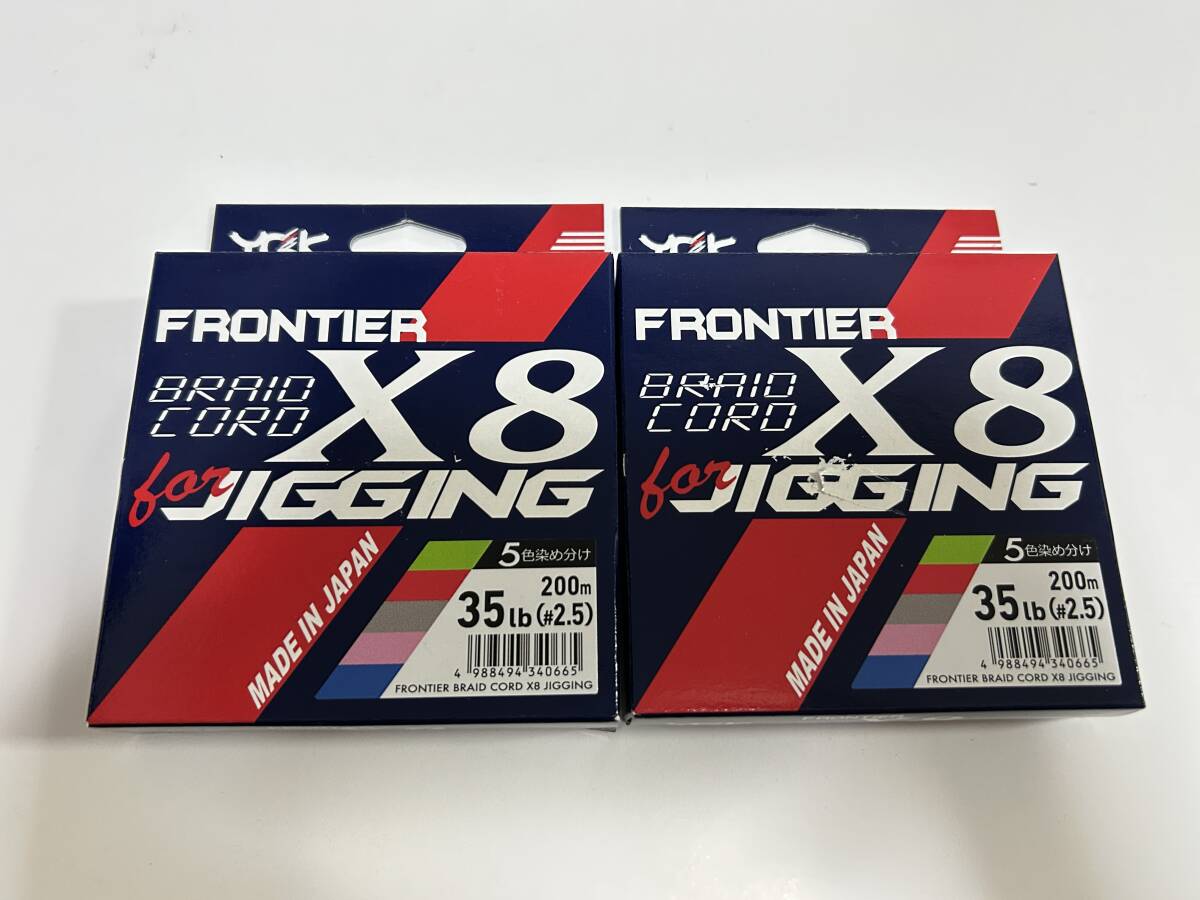 YGK
FRONTIER
BRAID
CORD
X8
for JIGGING
MADE IN JAPAN
5色染め分け
200m
35lb(#2.5)
4 988494 340665
FRONTIER BRAID CORD X8 JIGGING
YGK
FRONTIER
BRAID
CORD
X8
for JIGGING
MADE IN JAPAN
5色染め分け
200m
35lb(#2.5)
4 988494 340665
FRONTIER BRAID CORD X8 JIGGING